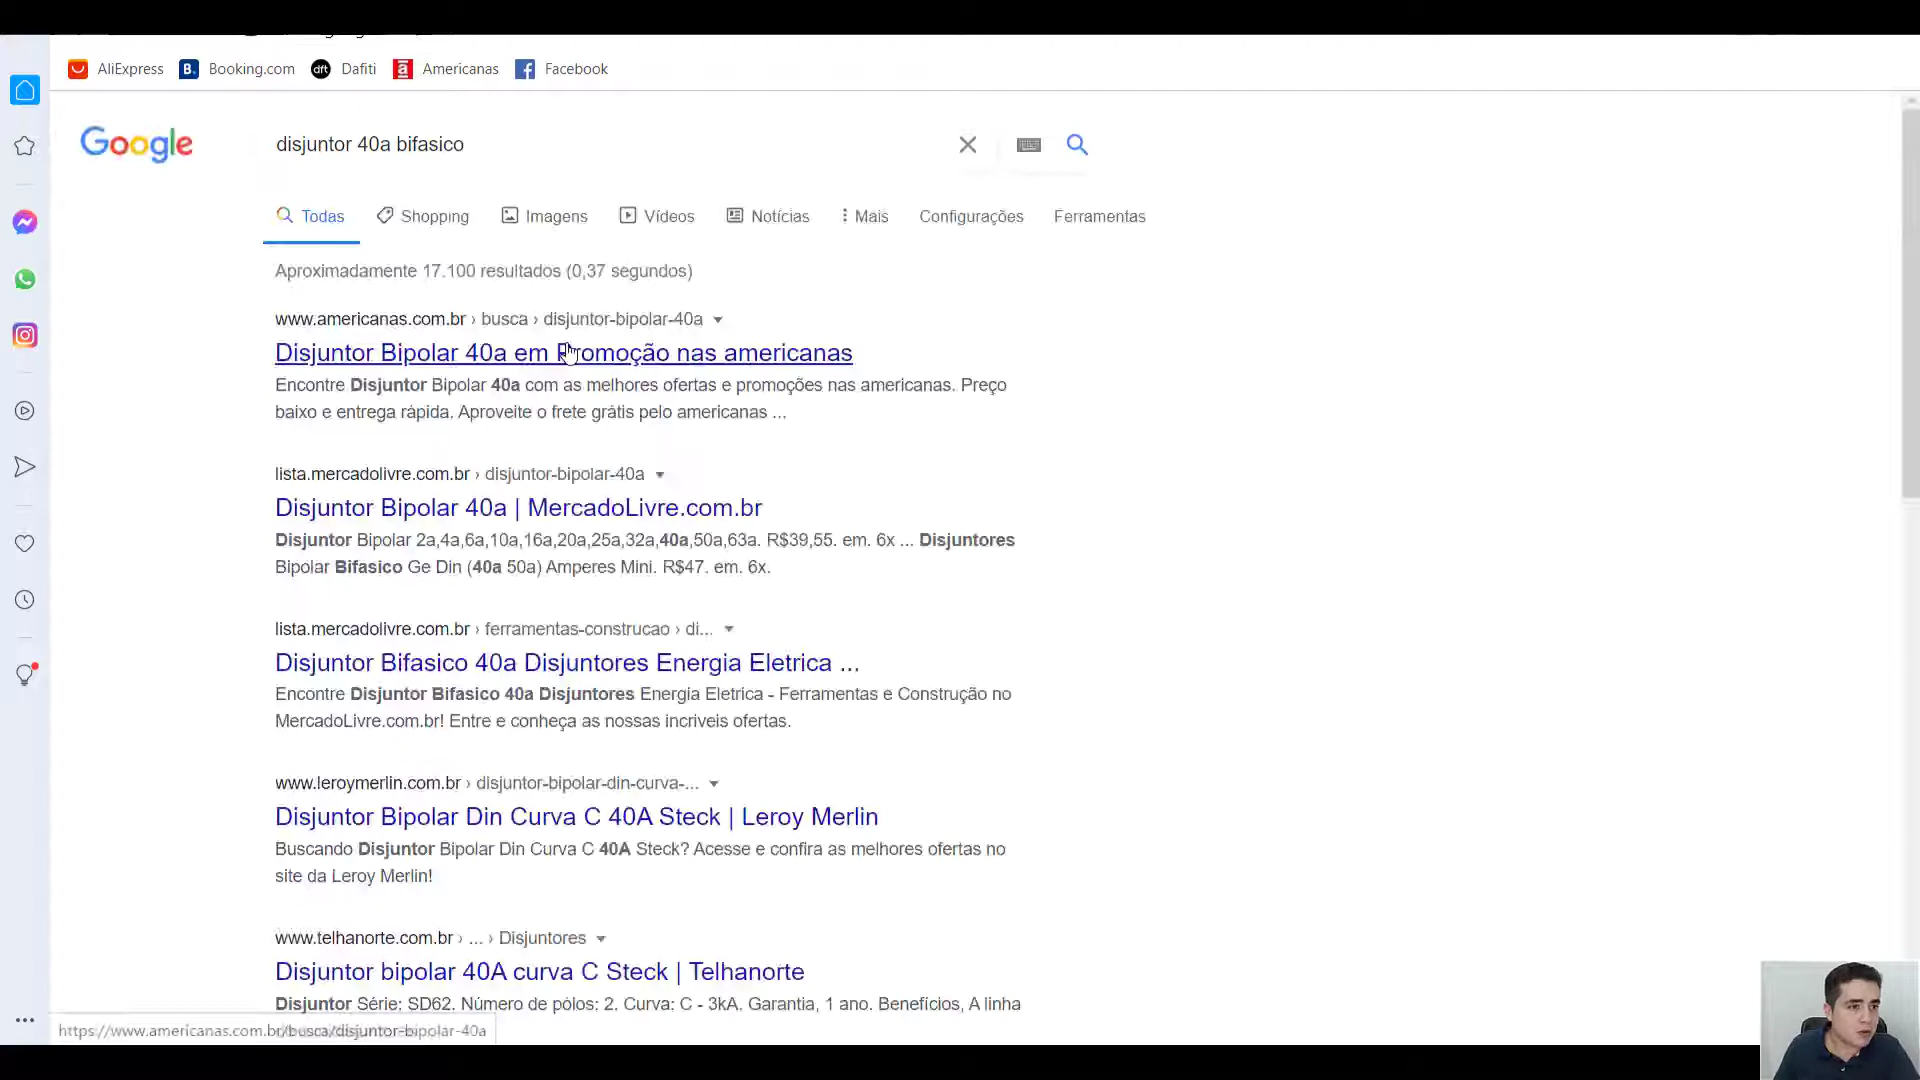 AliExpress Booking.com Dafiti Americanas Facebook
Google disjuntor 40a bifasico
Todas Shopping Imagens Vídeos Notícias Mais Configurações Ferramentas
Aproximadamente 17.100 resultados (0,37 segundos)
www.americanas.com.br › busca › disjuntor-bipolar-40a
Disjuntor Bipolar 40a em Promoção nas americanas
Encontre Disjuntor Bipolar 40a com as melhores ofertas e promoções nas americanas. Preço
baixo e entrega rápida. Aproveite o frete grátis pelo americanas ...
lista.mercadolivre.com.br › disjuntor-bipolar-40a
Disjuntor Bipolar 40a | MercadoLivre.com.br
Disjuntor Bipolar 2a,4a,6a,10a,16a,20a,25a,32a,40a,50a,63a. R$39,55. em. 6x ... Disjuntores
Bipolar Bifasico Ge Din (40a 50a) Amperes Mini. R$47. em. 6x.
lista.mercadolivre.com.br › ferramentas-construcao › di...
Disjuntor Bifasico 40a Disjuntores Energia Eletrica ...
Encontre Disjuntor Bifasico 40a Disjuntores Energia Eletrica - Ferramentas e Construção no
MercadoLivre.com.br! Entre e conheça as nossas incriveis ofertas.
www.leroymerlin.com.br › disjuntor-bipolar-din-curva-...
Disjuntor Bipolar Din Curva C 40A Steck | Leroy Merlin
Buscando Disjuntor Bipolar Din Curva C 40A Steck? Acesse e confira as melhores ofertas no
site da Leroy Merlin!
www.telhanorte.com.br › ... › Disjuntores
Disjuntor bipolar 40A curva C Steck | Telhanorte
Disjuntor Série: SD62. Número de pólos: 2. Curva: C - 3kA. Garantia, 1 ano. Benefícios, A linha
https://www.americanas.com.br/busca/disjuntor-bipolar-40a